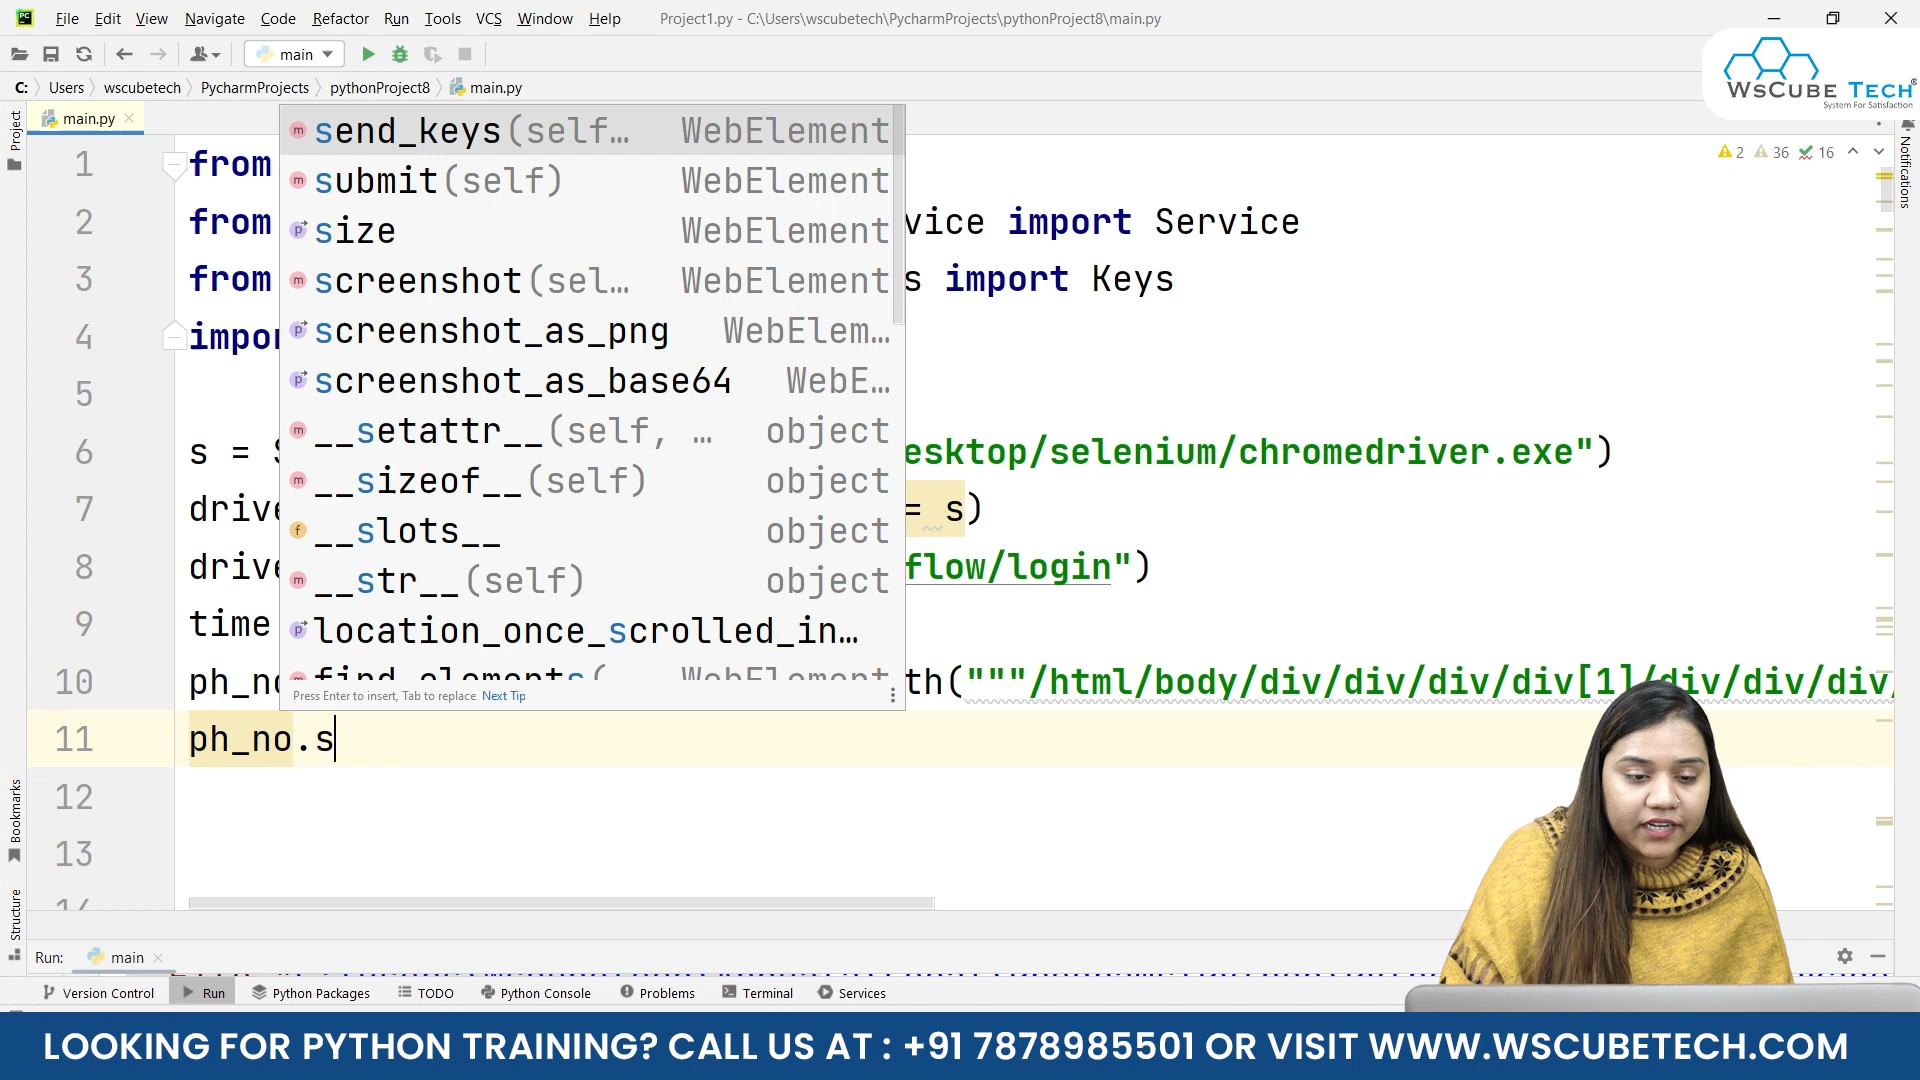 File Edit View Navigate Code Refactor Run Tools VCS Window Help Project1.py - C:\Users\wscubetech\PycharmProjects\pythonProject8\main.py
main
C: Users wscubetech PycharmProjects pythonProject8 main.py
WsCube Tech®
System For Satisfaction
Project
main.py
Notifications
2 36 16
1 from
2 from vice import Service
3 from s import Keys
4 impor
5
6 s = esktop/selenium/chromedriver.exe")
7 drive = s)
8 drive flow/login")
9 time
10 ph_no th("""/html/body/div/div/div/div[1]/div/div/div/
11 ph_no.s
12
13
14
send_keys(self… WebElement
submit(self) WebElement
size WebElement
screenshot(sel… WebElement
screenshot_as_png WebElem…
screenshot_as_base64 WebE…
__setattr__(self, … object
__sizeof__(self) object
__slots__ object
__str__(self) object
location_once_scrolled_in…
find_elements( WebElement
Press Enter to insert, Tab to replace Next Tip
Bookmarks
Structure
Run: main
Version Control Run Python Packages TODO Python Console Problems Terminal Services
LOOKING FOR PYTHON TRAINING? CALL US AT : +91 7878985501 OR VISIT WWW.WSCUBETECH.COM